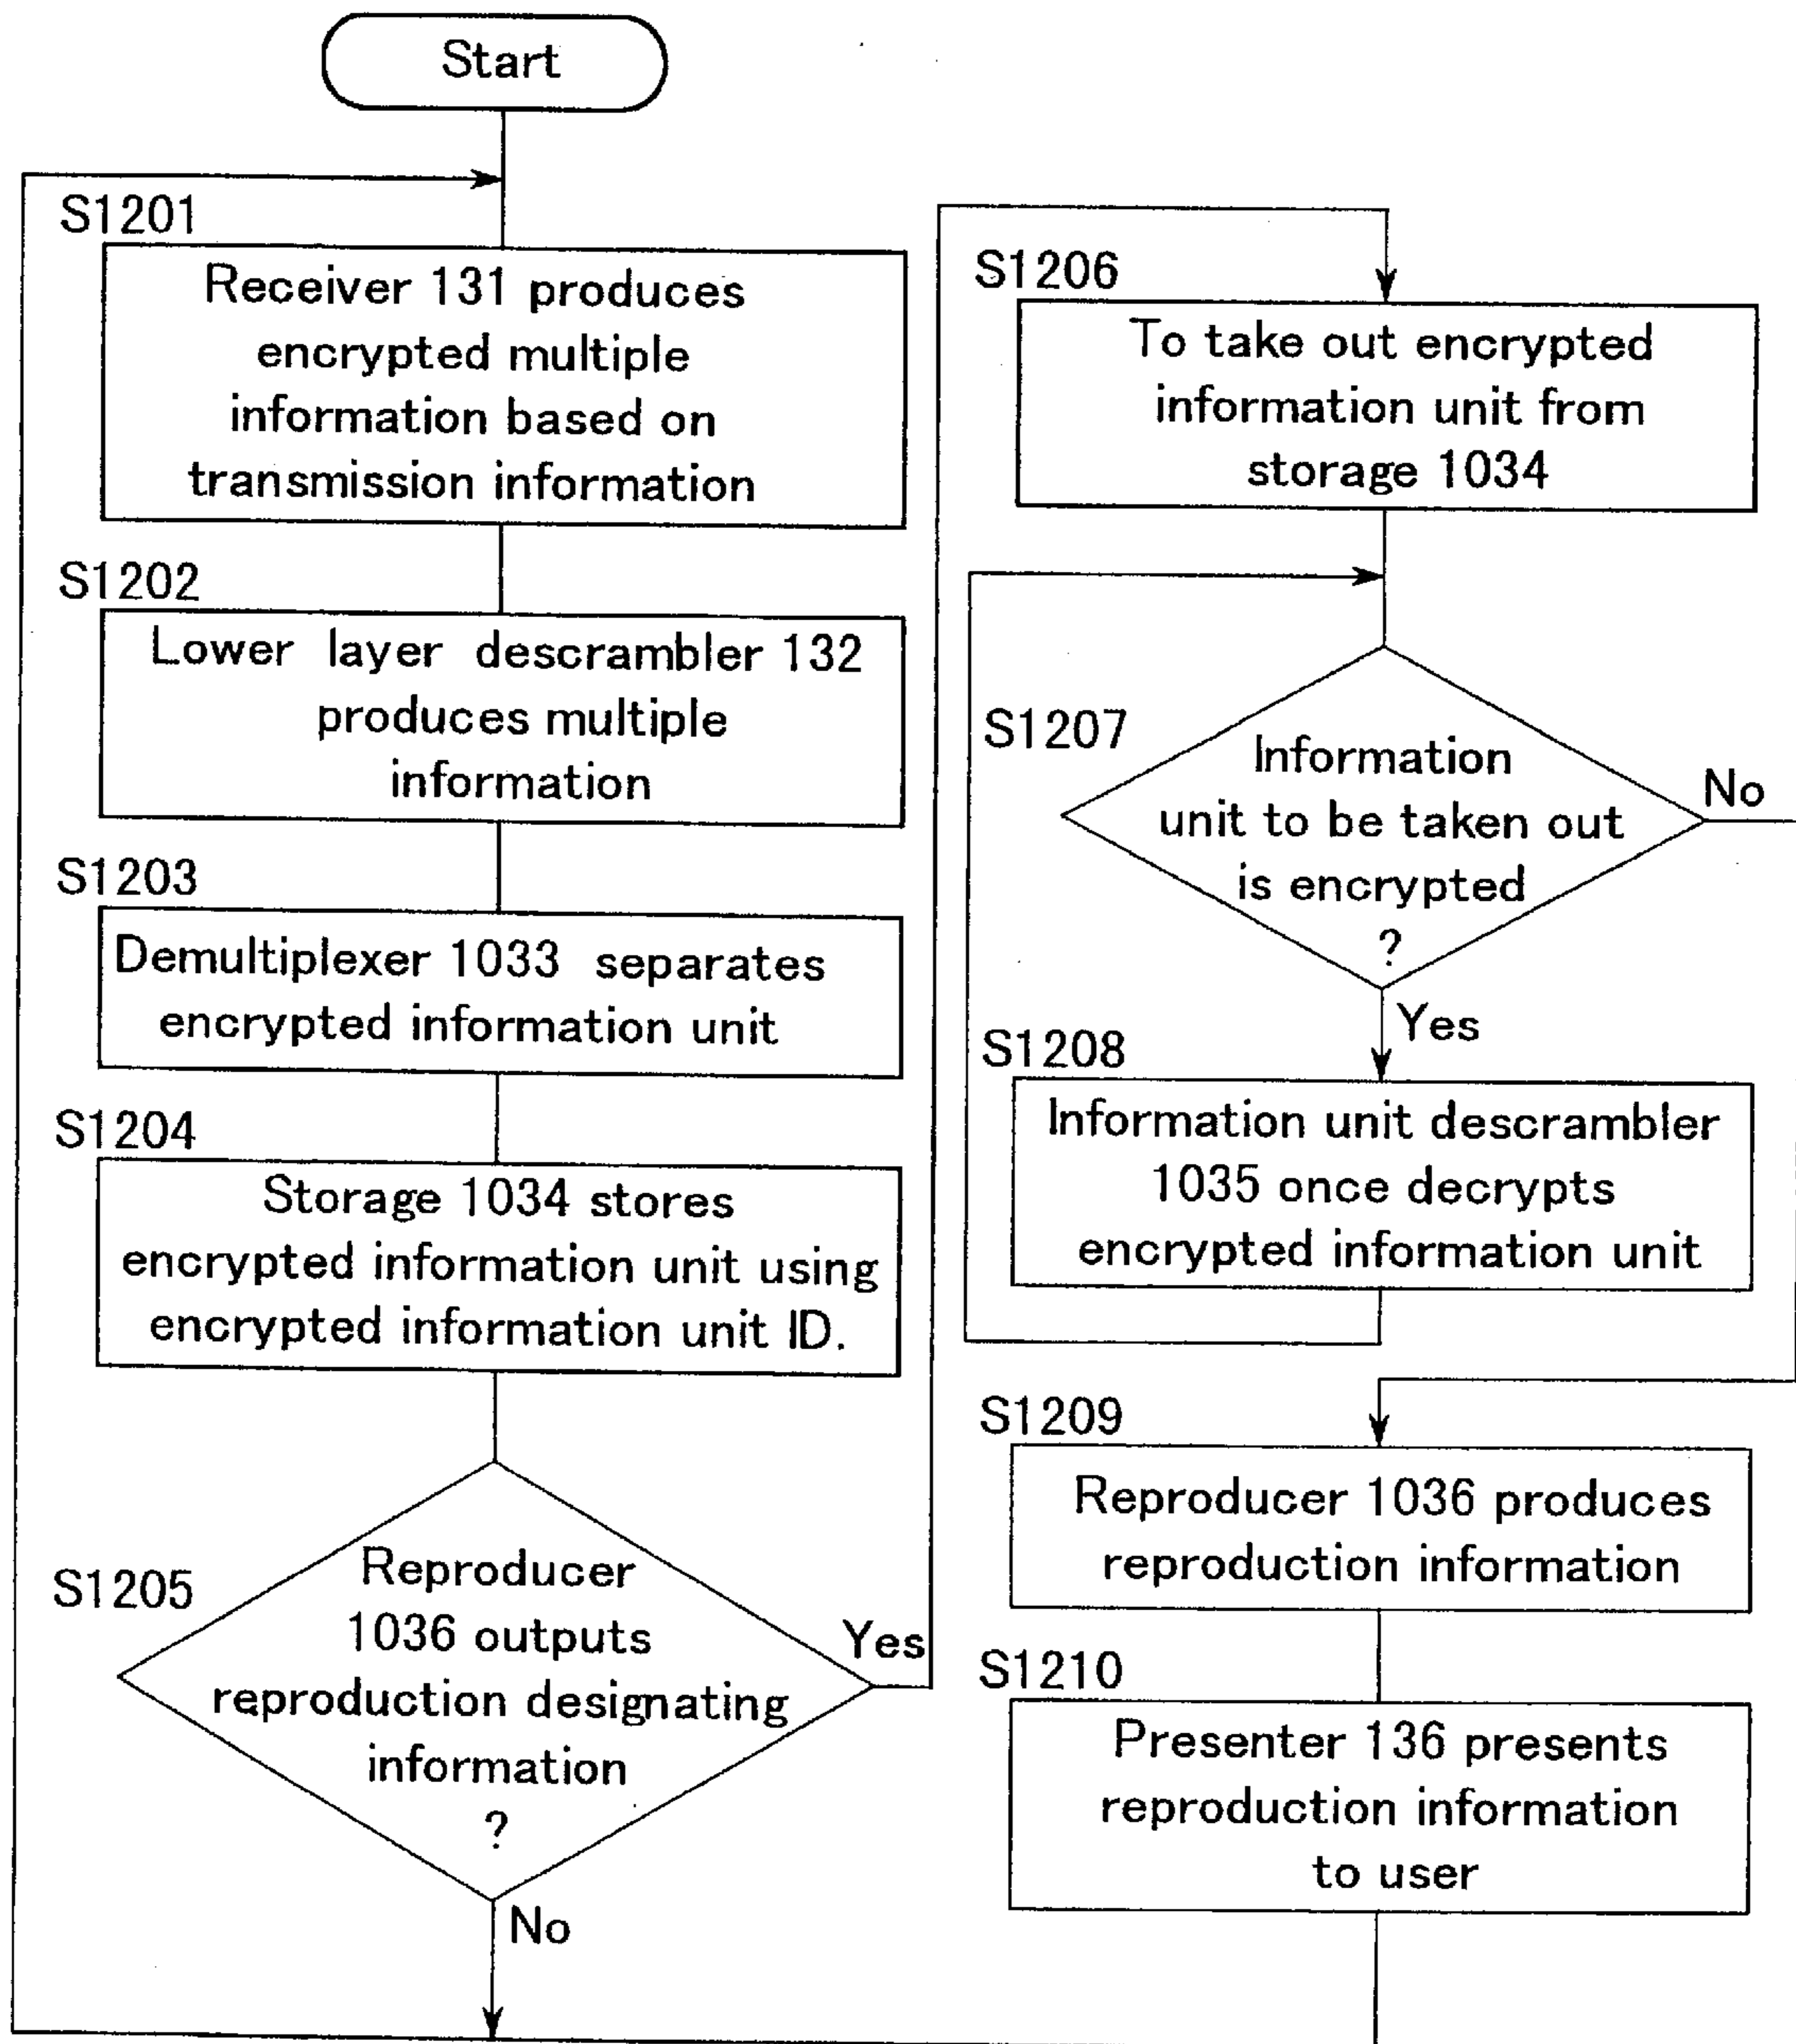 Start
S1201
Receiver 131 produces
encrypted multiple
information based on
transmission information
S1202
Lower layer descrambler 132
produces multiple
information
S1203
Demultiplexer 1033 separates
encrypted information unit
S1204
Storage 1034 stores
encrypted information unit using
encrypted information unit ID.
S1205
Reproducer
1036 outputs
reproduction designating
information
?
Yes
No
S1206
To take out encrypted
information unit from
storage 1034
S1207
Information
unit to be taken out
is encrypted
?
No
Yes
S1208
Information unit descrambler
1035 once decrypts
encrypted information unit
S1209
Reproducer 1036 produces
reproduction information
S1210
Presenter 136 presents
reproduction information
to user